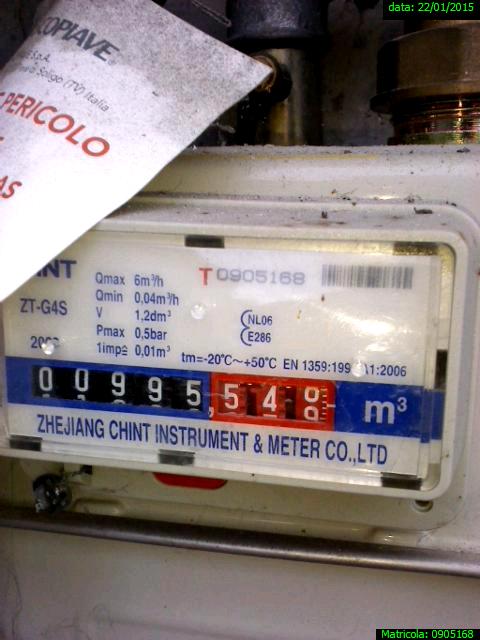 data: 22/01/2015
COPIAVE
S.p.A.
di Soligo (TV) Italia
PERICOLO
AS
INT
ZT-G4S
Qmax 6m³/h
Qmin 0,04m³/h
V 1,2dm³
Pmax 0,5bar
1imp≙ 0,01m³
T0905168
NL06
E286
tm=-20°C~+50°C EN 1359:199 1:2006
00995,548 m³
ZHEJIANG CHINT INSTRUMENT & METER CO.,LTD
Matricola: 0905168